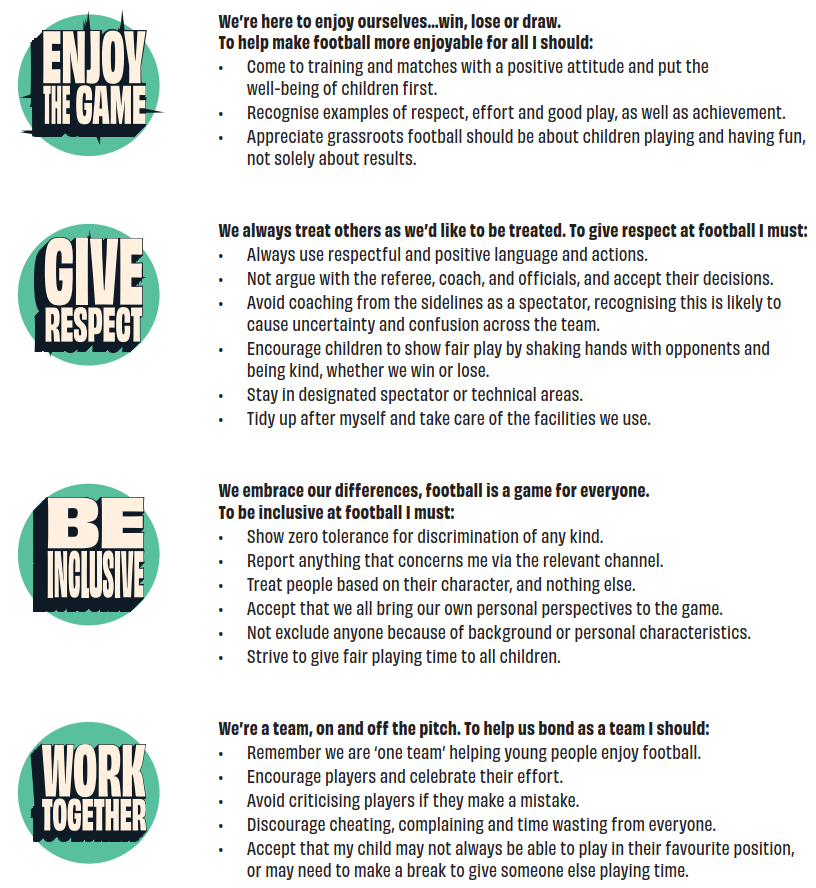 ENJOY
THE GAME
We're here to enjoy ourselves...win, lose or draw.
To help make football more enjoyable for all I should:
• Come to training and matches with a positive attitude and put the
well-being of children first.
• Recognise examples of respect, effort and good play, as well as achievement.
• Appreciate grassroots football should be about children playing and having fun,
not solely about results.
GIVE
RESPECT
We always treat others as we'd like to be treated. To give respect at football I must:
• Always use respectful and positive language and actions.
• Not argue with the referee, coach, and officials, and accept their decisions.
• Avoid coaching from the sidelines as a spectator, recognising this is likely to
cause uncertainty and confusion across the team.
• Encourage children to show fair play by shaking hands with opponents and
being kind, whether we win or lose.
• Stay in designated spectator or technical areas.
• Tidy up after myself and take care of the facilities we use.
BE
INCLUSIVE
We embrace our differences, football is a game for everyone.
To be inclusive at football I must:
• Show zero tolerance for discrimination of any kind.
• Report anything that concerns me via the relevant channel.
• Treat people based on their character, and nothing else.
• Accept that we all bring our own personal perspectives to the game.
• Not exclude anyone because of background or personal characteristics.
• Strive to give fair playing time to all children.
WORK
TOGETHER
We're a team, on and off the pitch. To help us bond as a team I should:
• Remember we are 'one team' helping young people enjoy football.
• Encourage players and celebrate their effort.
• Avoid criticising players if they make a mistake.
• Discourage cheating, complaining and time wasting from everyone.
• Accept that my child may not always be able to play in their favourite position,
or may need to make a break to give someone else playing time.